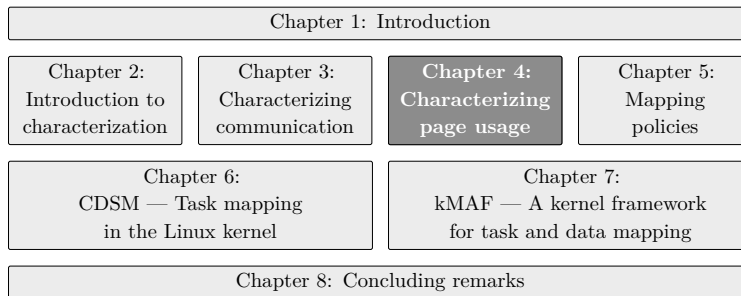 Chapter 1: Introduction
Chapter 2:
Introduction to
characterization
Chapter 3:
Characterizing
communication
Chapter 4:
Characterizing
page usage
Chapter 5:
Mapping
policies
Chapter 6:
CDSM — Task mapping
in the Linux kernel
Chapter 7:
kMAF — A kernel framework
for task and data mapping
Chapter 8: Concluding remarks